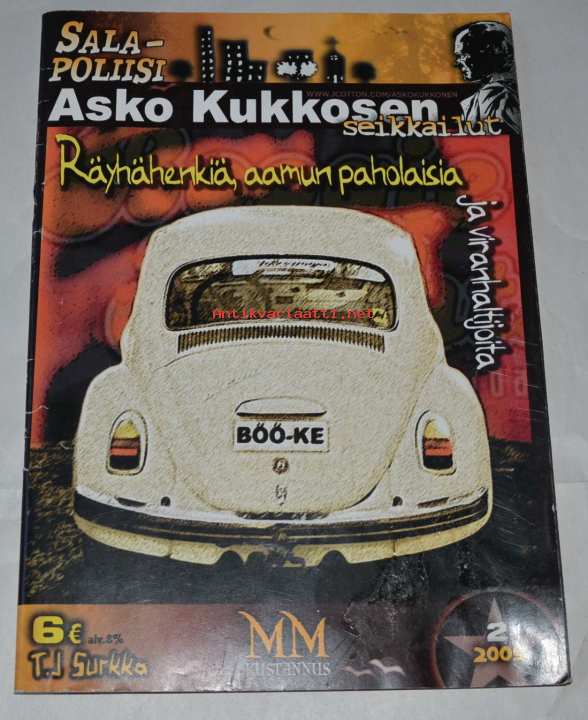 SALA-
POLIISI
WWW.JCOTTON.COM/ASKOKUKKONEN
Asko Kukkosen
seikkailut
Räyhähenkiä, aamun paholaisia
ja viranhaltijoita
Antikvariaatti.net
BÖÖ-KE
6 € alv.8%
T.J Surkka
MM
KUSTANNUS
2